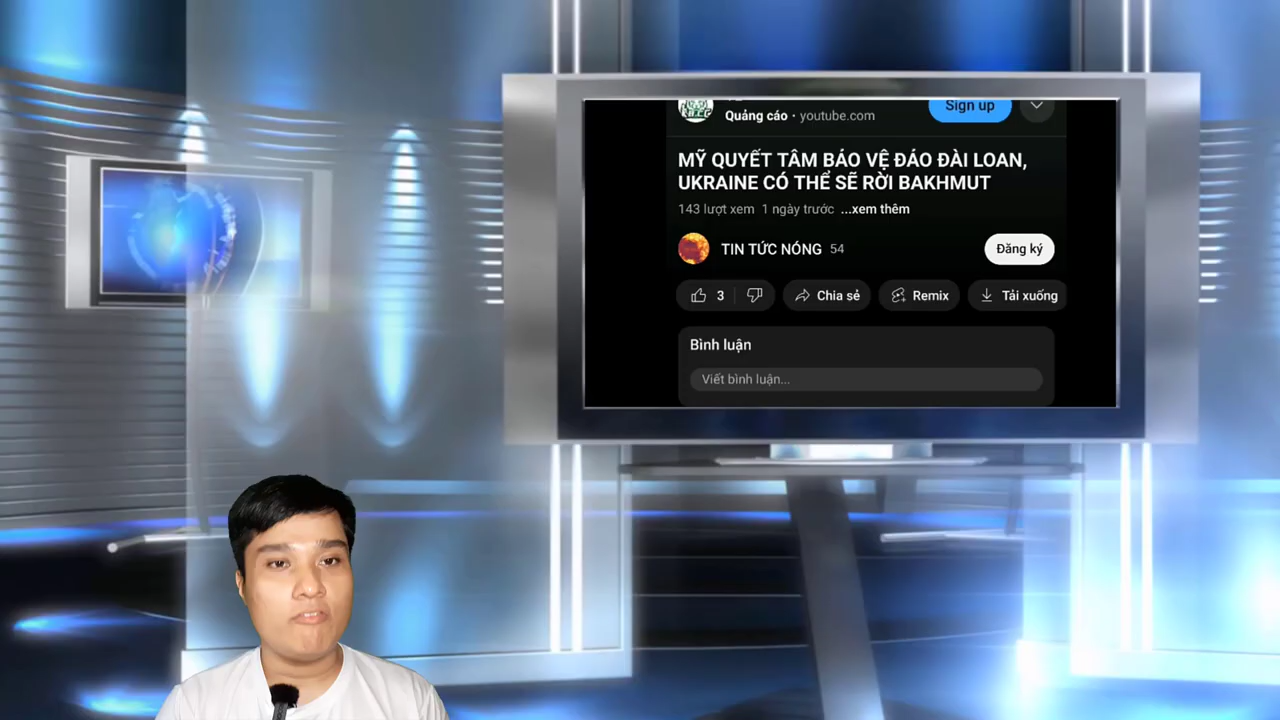 Quảng cáo · youtube.com
Sign up
MỸ QUYẾT TÂM BẢO VỆ ĐẢO ĐÀI LOAN,
UKRAINE CÓ THỂ SẼ RỜI BAKHMUT
143 lượt xem 1 ngày trước ...xem thêm
TIN TỨC NÓNG 54
Đăng ký
3
Chia sẻ
Remix
Tải xuống
Bình luận
Viết bình luận...